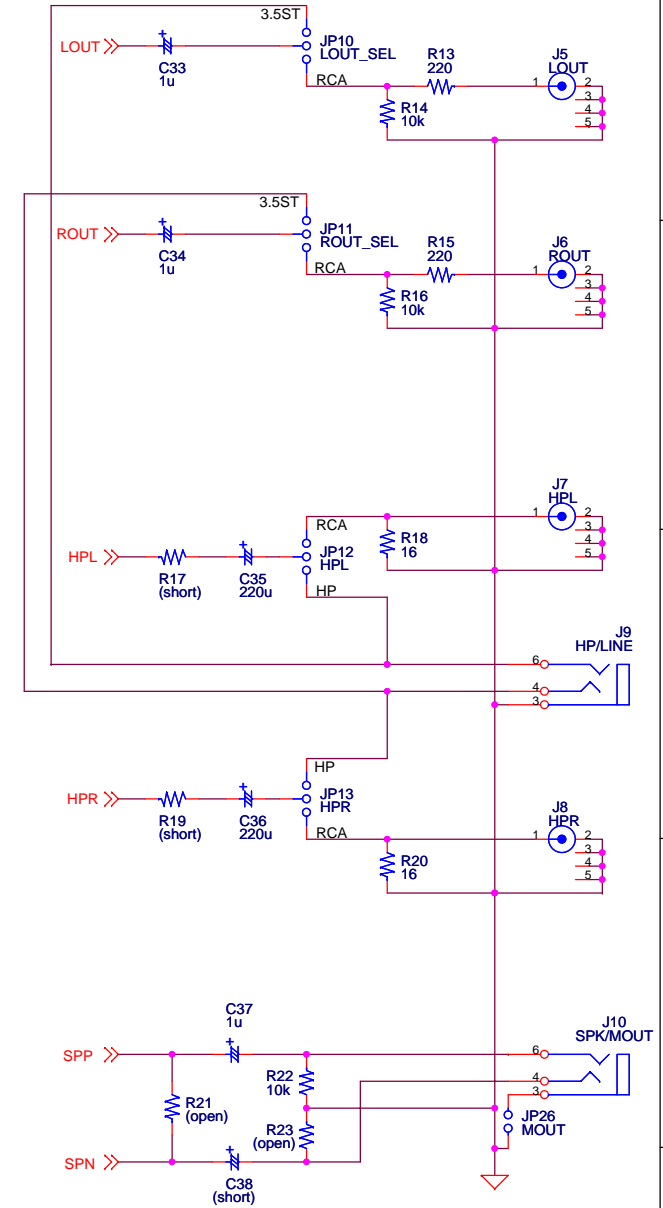 3.5ST
LOUT
+
C33
1u
JP10
LOUT_SEL
RCA
R13
220
R14
10k
J5
LOUT
1
2
3
4
5
3.5ST
ROUT
+
C34
1u
JP11
ROUT_SEL
RCA
R15
220
R16
10k
J6
ROUT
1
2
3
4
5
HPL
R17
(short)
+
C35
220u
RCA
JP12
HPL
HP
R18
16
J7
HPL
1
2
3
4
5
J9
HP/LINE
6
4
3
HPR
R19
(short)
+
C36
220u
HP
JP13
HPR
RCA
R20
16
J8
HPR
1
2
3
4
5
SPP
SPN
R21
(open)
C37
1u
+
+
C38
(short)
R22
10k
R23
(open)
J10
SPK/MOUT
6
4
3
JP26
MOUT